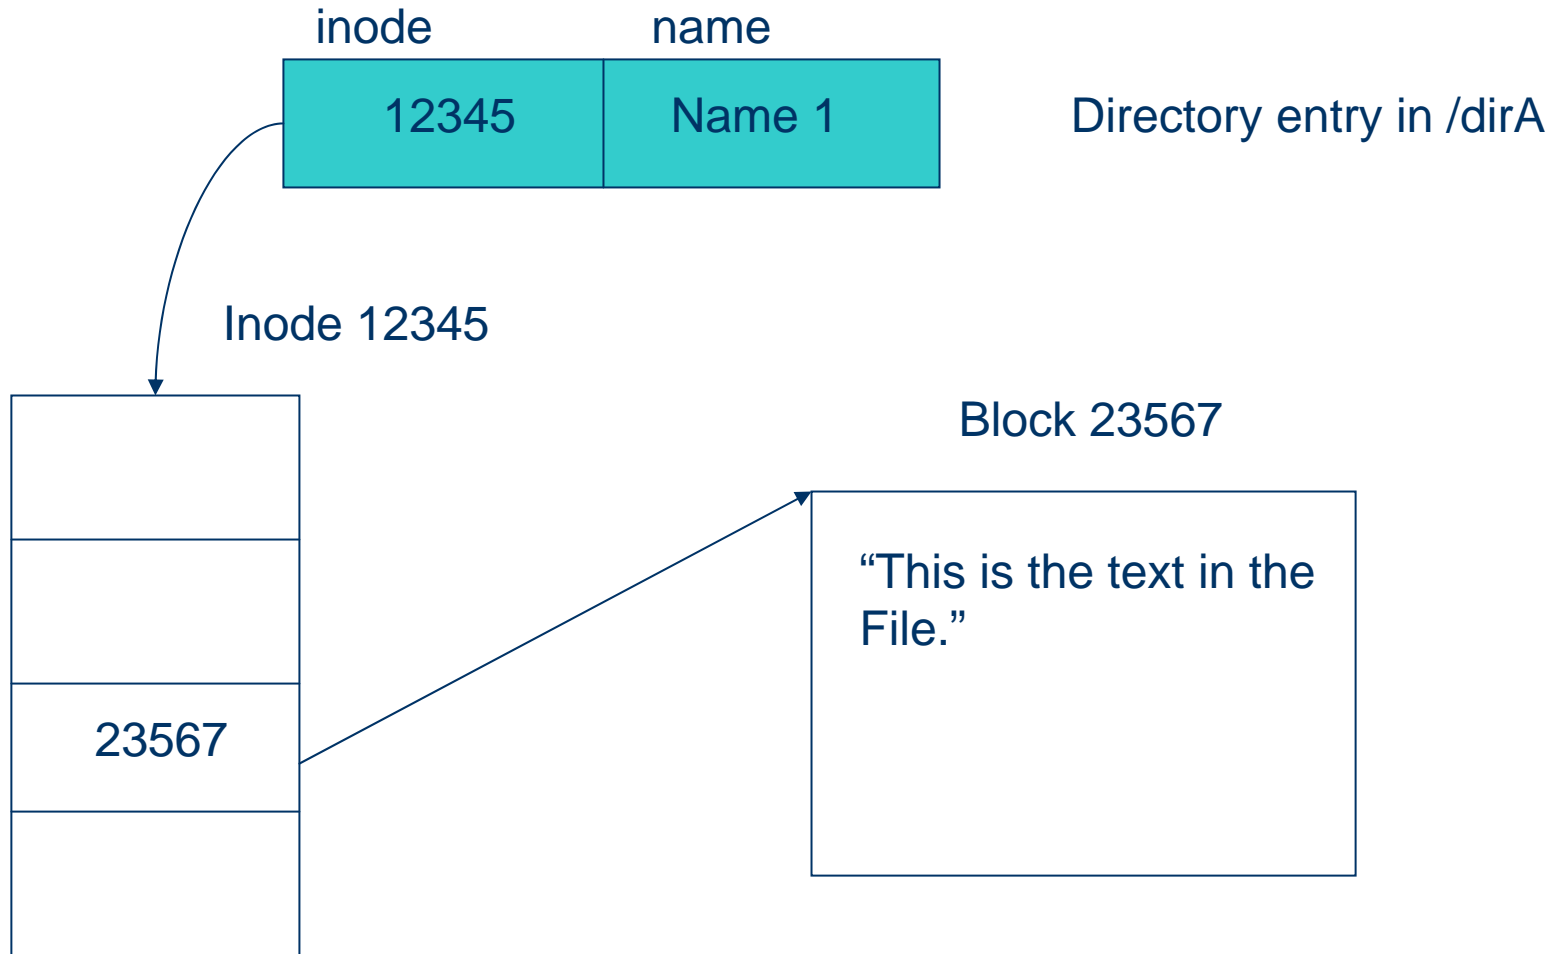 inode name
12345 Name 1 Directory entry in /dirA
Inode 12345
Block 23567
“This is the text in the
File.”
23567